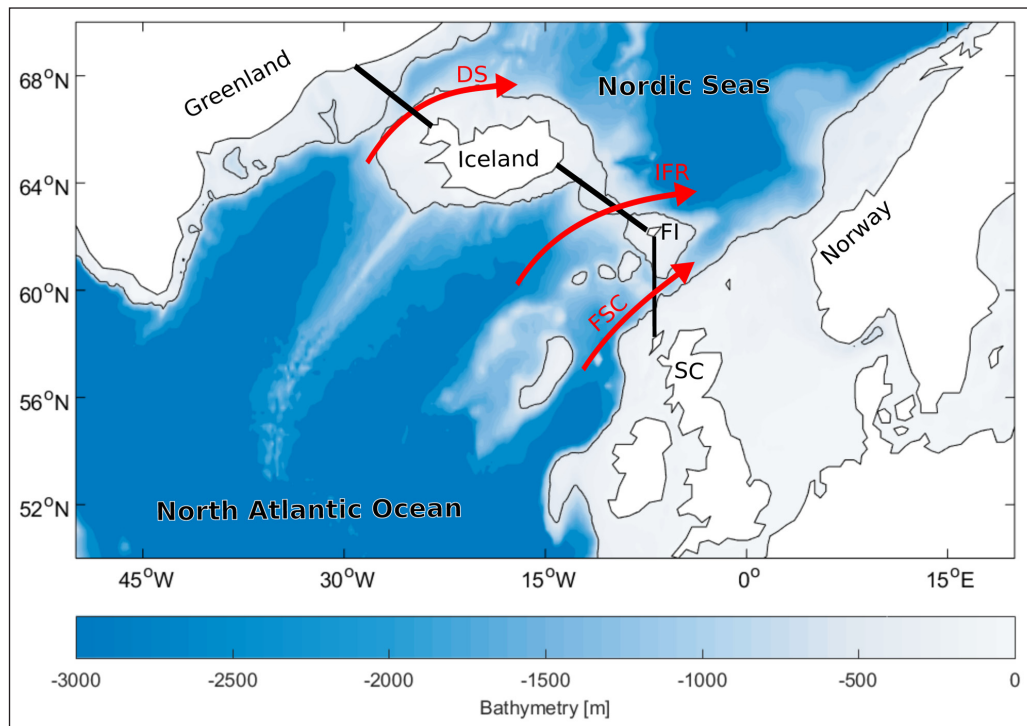 68°N
64°N
60°N
56°N
52°N
Greenland
DS
Nordic Seas
Iceland
IFR
FI
Norway
FSC
SC
North Atlantic Ocean
45°W 30°W 15°W 0° 15°E
-3000 -2500 -2000 -1500 -1000 -500 0
Bathymetry [m]